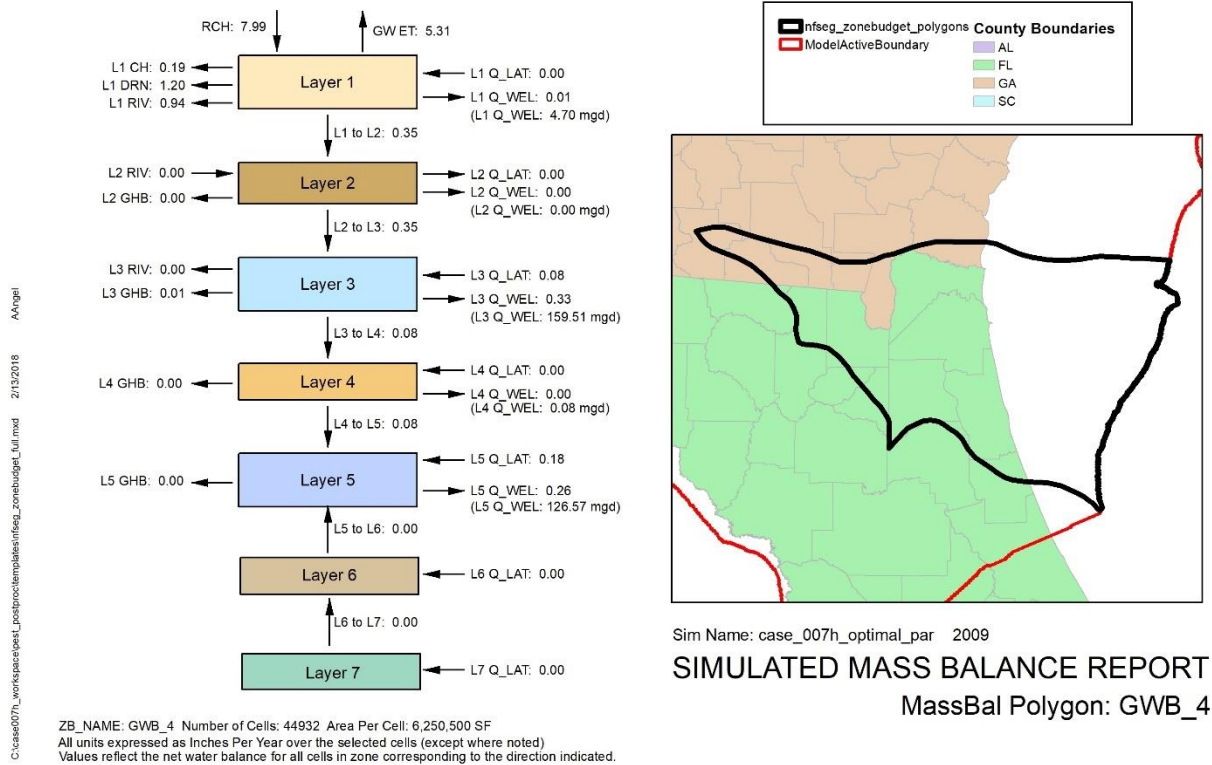 RCH: 7.99
GW ET: 5.31
L1 CH: 0.19
L1 DRN: 1.20
L1 RIV: 0.94
Layer 1
L1 Q_LAT: 0.00
L1 Q_WEL: 0.01
(L1 Q_WEL: 4.70 mgd)
L1 to L2: 0.35
L2 RIV: 0.00
L2 GHB: 0.00
Layer 2
L2 Q_LAT: 0.00
L2 Q_WEL: 0.00
(L2 Q_WEL: 0.00 mgd)
L2 to L3: 0.35
L3 RIV: 0.00
L3 GHB: 0.01
Layer 3
L3 Q_LAT: 0.08
L3 Q_WEL: 0.33
(L3 Q_WEL: 159.51 mgd)
L3 to L4: 0.08
L4 GHB: 0.00
Layer 4
L4 Q_LAT: 0.00
L4 Q_WEL: 0.00
(L4 Q_WEL: 0.08 mgd)
L4 to L5: 0.08
L5 GHB: 0.00
Layer 5
L5 Q_LAT: 0.18
L5 Q_WEL: 0.26
(L5 Q_WEL: 126.57 mgd)
L5 to L6: 0.00
Layer 6
L6 Q_LAT: 0.00
L6 to L7: 0.00
Layer 7
L7 Q_LAT: 0.00
ZB_NAME: GWB_4 Number of Cells: 44932 Area Per Cell: 6,250,500 SF
All units expressed as Inches Per Year over the selected cells (except where noted)
Values reflect the net water balance for all cells in zone corresponding to the direction indicated.
C:\case007h_workspace\pest_postproc\templates\nfseg_zonebudget_full.mxd 2/13/2018 AAngel
nfseg_zonebudget_polygons
ModelActiveBoundary
County Boundaries
AL
FL
GA
SC
Sim Name: case_007h_optimal_par 2009
SIMULATED MASS BALANCE REPORT
MassBal Polygon: GWB_4